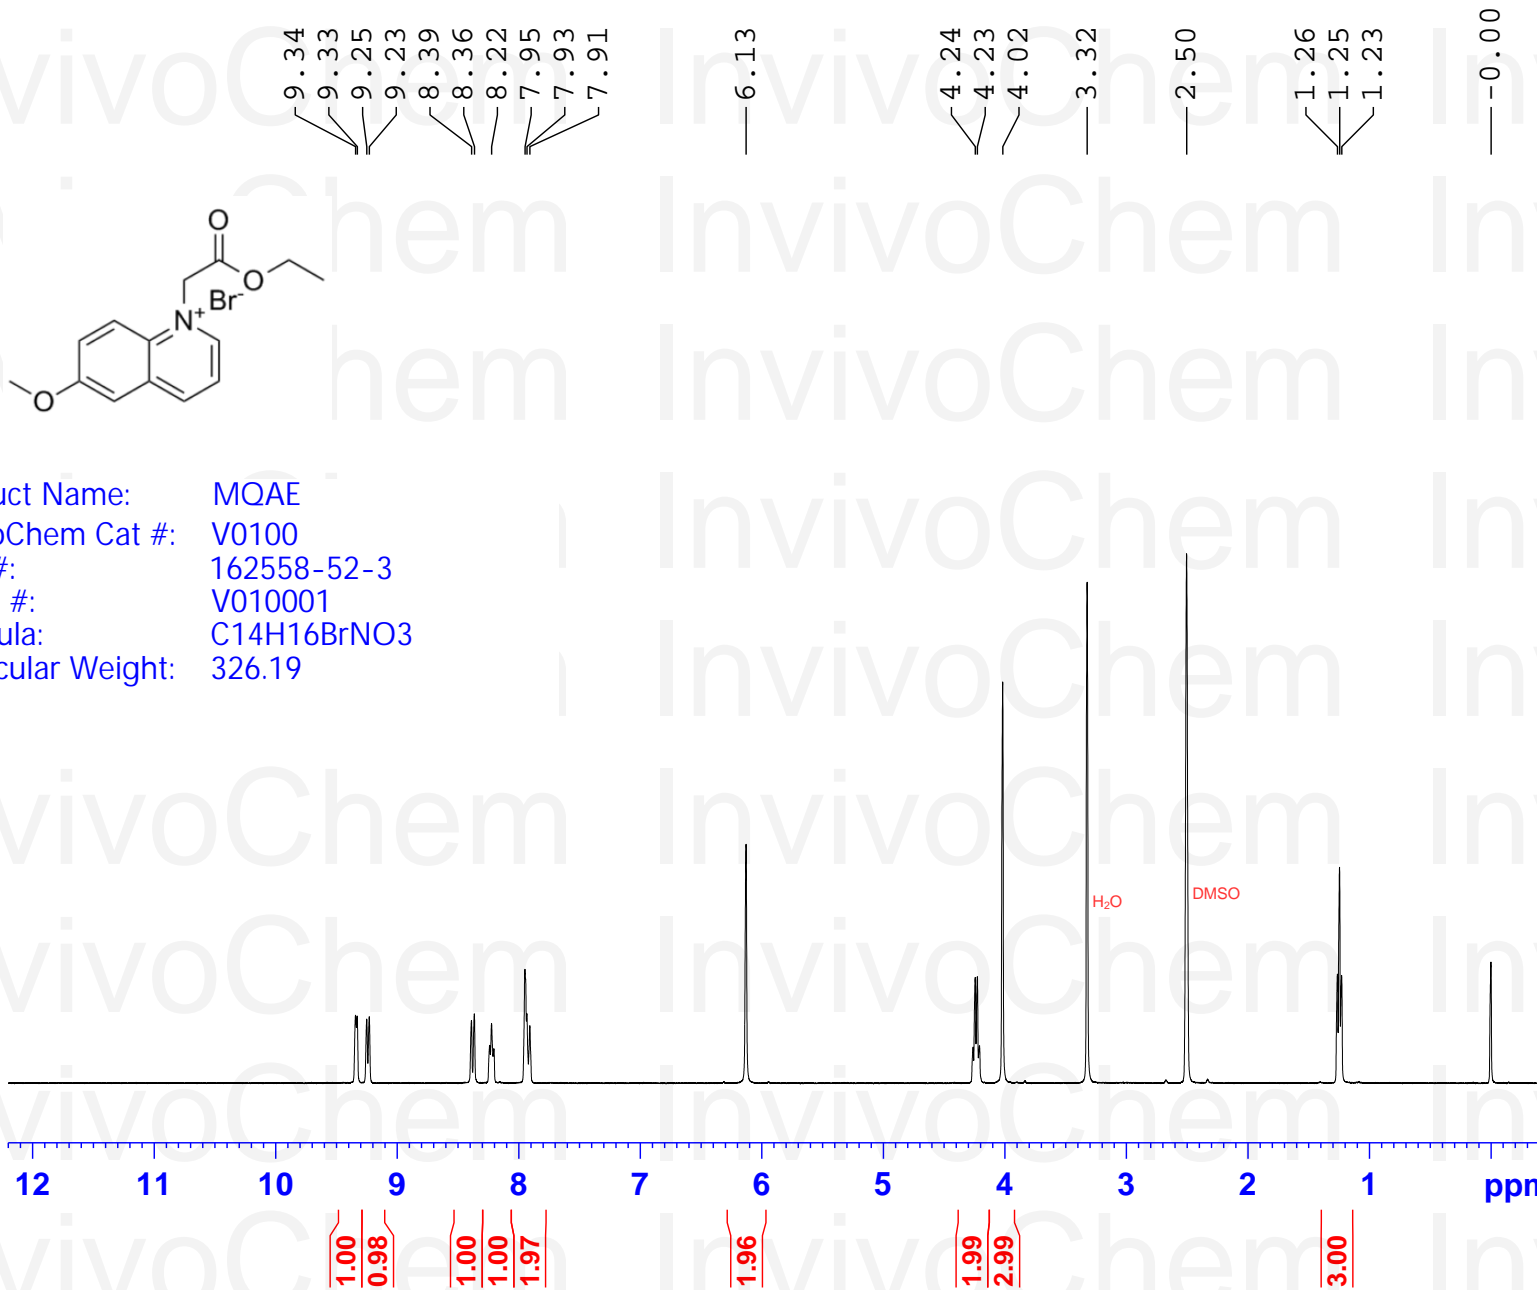 9.34 9.33 9.25 9.23 8.39 8.36 8.22 7.95 7.93 7.91 6.13 4.24 4.23 4.02 3.32 2.50 1.26 1.25 1.23 -0.00
O
O
Br-
N+
O
uct Name: MQAE
oChem Cat #: V0100
#: 162558-52-3
#: V010001
ula: C14H16BrNO3
cular Weight: 326.19
H₂O
DMSO
12 11 10 9 8 7 6 5 4 3 2 1 ppm
1.00 0.98 1.00 1.00 1.97 1.96 1.99 2.99 3.00
InvivoChem